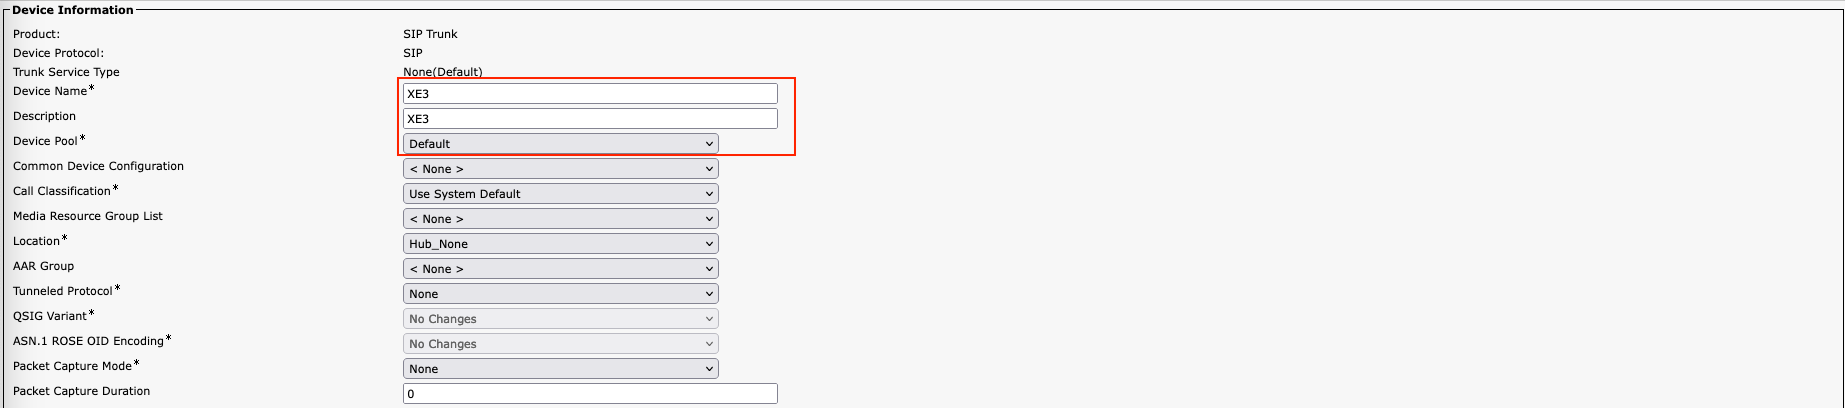 Device Information
Product: SIP Trunk
Device Protocol: SIP
Trunk Service Type None(Default)
Device Name* XE3
Description XE3
Device Pool* Default
Common Device Configuration < None >
Call Classification* Use System Default
Media Resource Group List < None >
Location* Hub_None
AAR Group < None >
Tunneled Protocol* None
QSIG Variant* No Changes
ASN.1 ROSE OID Encoding* No Changes
Packet Capture Mode* None
Packet Capture Duration 0